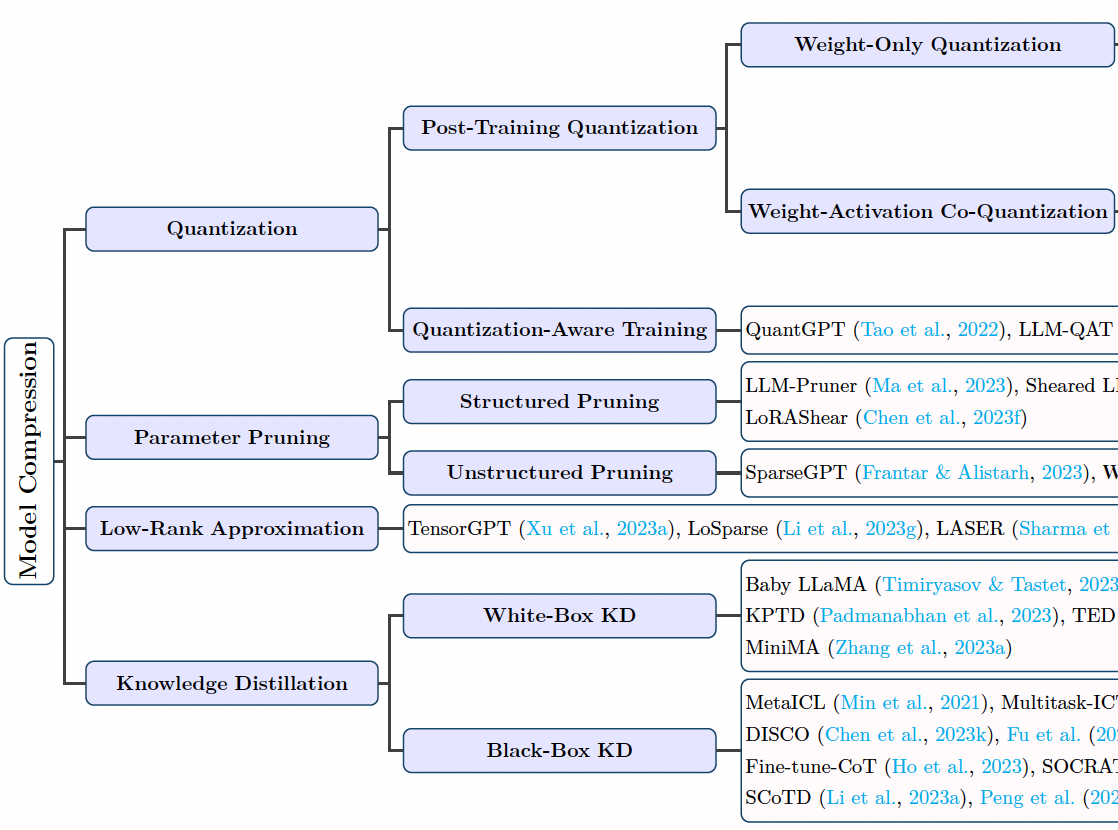 Weight-Only Quantization
Post-Training Quantization
Weight-Activation Co-Quantization
Quantization
Quantization-Aware Training
QuantGPT (Tao et al., 2022), LLM-QAT
Model Compression
Structured Pruning
LLM-Pruner (Ma et al., 2023), Sheared
LoRAShear (Chen et al., 2023f)
Parameter Pruning
Unstructured Pruning
SparseGPT (Frantar & Alistarh, 2023),
Low-Rank Approximation
TensorGPT (Xu et al., 2023a), LoSparse (Li et al., 2023g), LASER (Sharma et
White-Box KD
Baby LLaMA (Timiryasov & Tastet, 2023
KPTD (Padmanabhan et al., 2023), TED
MiniMA (Zhang et al., 2023a)
Knowledge Distillation
Black-Box KD
MetaICL (Min et al., 2021),
DISCO (Chen et al., 2023k), Fu et al.
Fine-tune-CoT (Ho et al., 2023),
SCoTD (Li et al., 2023a), Peng et al.